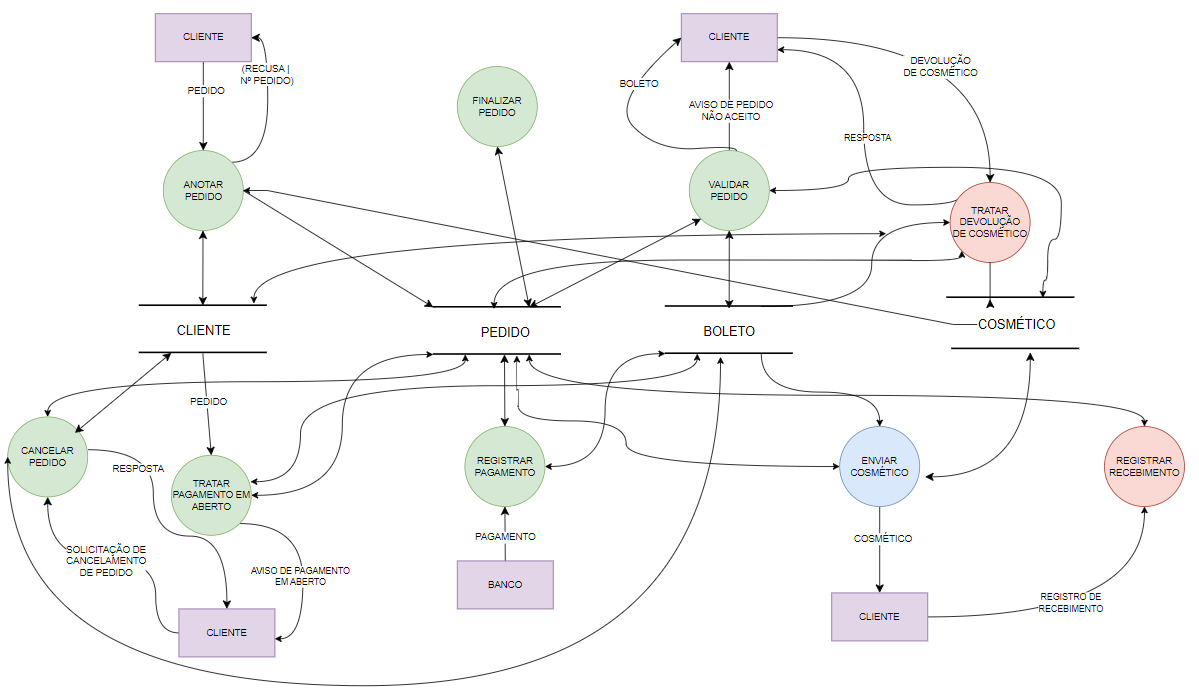 CLIENTE
(RECUSA |
Nº PEDIDO)
PEDIDO
ANOTAR
PEDIDO
FINALIZAR
PEDIDO
CLIENTE
BOLETO
AVISO DE PEDIDO
NÃO ACEITO
DEVOLUÇÃO
DE COSMÉTICO
RESPOSTA
VALIDAR
PEDIDO
TRATAR
DEVOLUÇÃO
DE COSMÉTICO
CLIENTE
PEDIDO
BOLETO
COSMÉTICO
PEDIDO
CANCELAR
PEDIDO
RESPOSTA
TRATAR
PAGAMENTO EM
ABERTO
REGISTRAR
PAGAMENTO
ENVIAR
COSMÉTICO
REGISTRAR
RECEBIMENTO
SOLICITAÇÃO DE
CANCELAMENTO
DE PEDIDO
AVISO DE PAGAMENTO
EM ABERTO
PAGAMENTO
COSMÉTICO
BANCO
REGISTRO DE
RECEBIMENTO
CLIENTE
CLIENTE